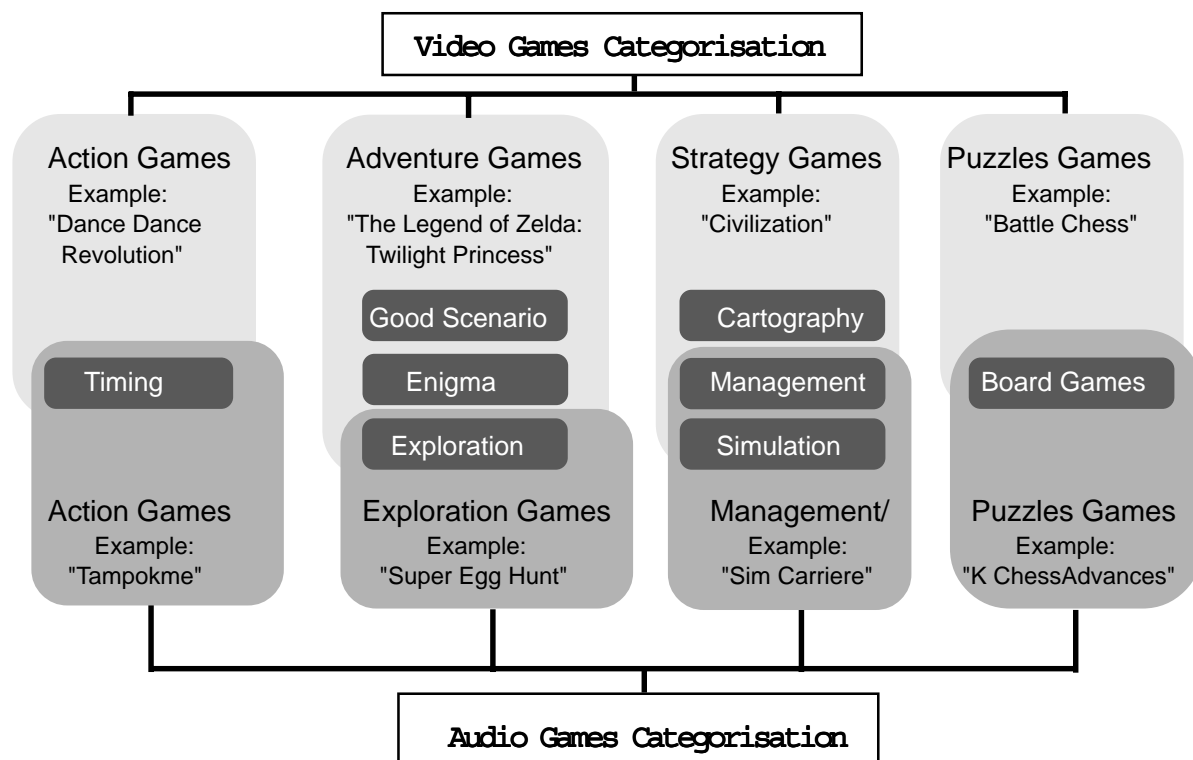 Video Games Categorisation
Action Games
Example:
"Dance Dance
Revolution"
Adventure Games
Example:
"The Legend of Zelda:
Twilight Princess"
Strategy Games
Example:
"Civilization"
Puzzles Games
Example:
"Battle Chess"
Good Scenario
Cartography
Timing
Enigma
Management
Board Games
Exploration
Simulation
Action Games
Example:
"Tampokme"
Exploration Games
Example:
"Super Egg Hunt"
Management/
Example:
"Sim Carriere"
Puzzles Games
Example:
"K ChessAdvances"
Audio Games Categorisation